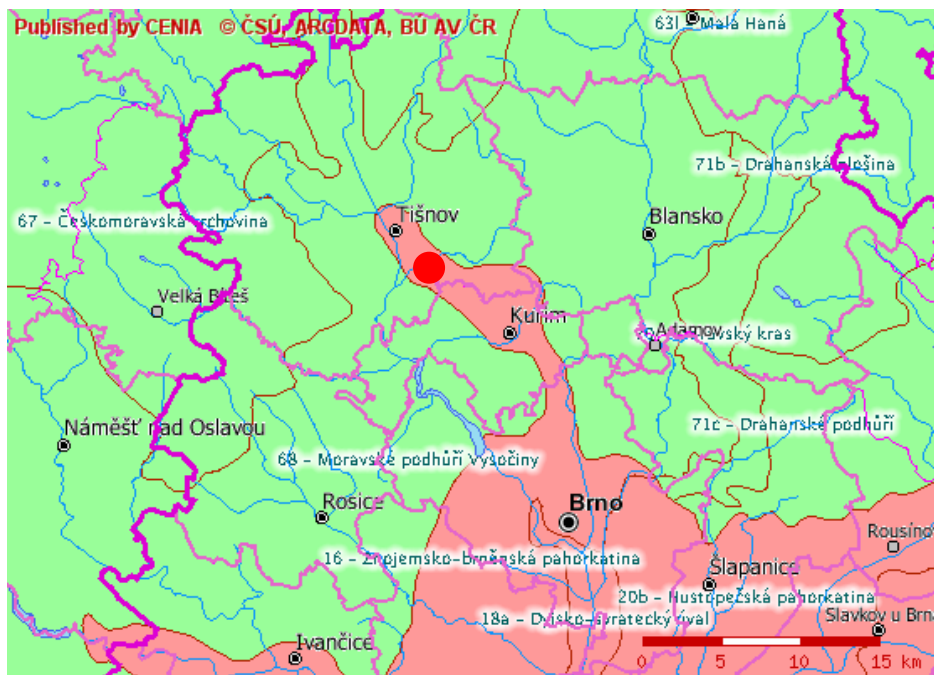 Published by CENIA © ČSÚ, ARCDATA, BÚ AV ČR
63l - Malá Haná
71b - Drahanská plošina
Tišnov
Blansko
67 - Českomoravská vrchovina
Velká Bíteš
Kuřim
Adamov
Moravský kras
Náměšť nad Oslavou
71c - Drahanské podhůří
68 - Moravské podhůří Vysočiny
Rosice
Brno
Rousínov
16 - Znojemsko-brněnská pahorkatina
Šlapanice
20b - Hustopečská pahorkatina
18a - Dyjsko-svratecký úval
Slavkov u Brna
Ivančice
0 5 10 15 km